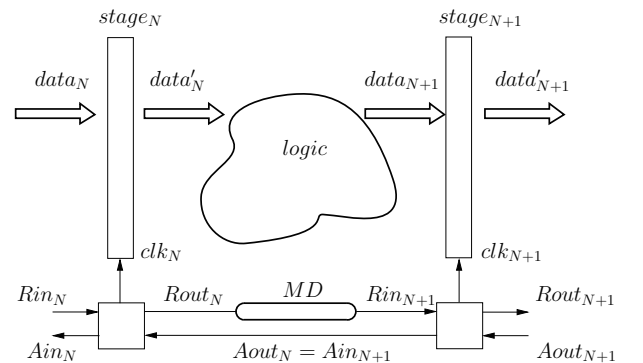 stage_N stage_{N+1}
data_N data'_N data_{N+1} data'_{N+1}
logic
clk_N clk_{N+1}
Rin_N Rout_N MD Rin_{N+1} Rout_{N+1}
Ain_N Aout_N = Ain_{N+1} Aout_{N+1}